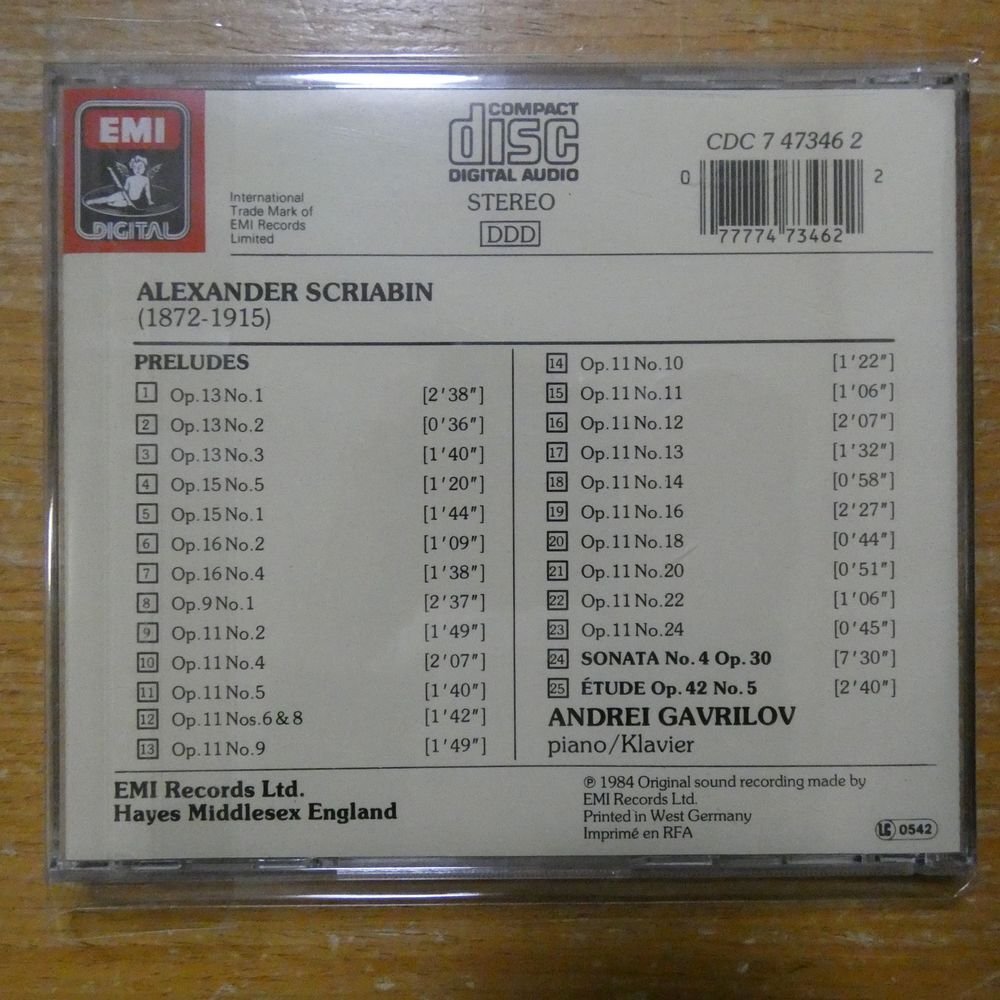 EMI
DIGITAL
International
Trade Mark of
EMI Records
Limited
COMPACT
disc
DIGITAL AUDIO
STEREO
DDD
CDC 7 47346 2
0 77774 73462 2
ALEXANDER SCRIABIN
(1872-1915)
PRELUDES
1 Op.13 No.1 [2'38"]
2 Op.13 No.2 [0'36"]
3 Op.13 No.3 [1'40"]
4 Op.15 No.5 [1'20"]
5 Op.15 No.1 [1'44"]
6 Op.16 No.2 [1'09"]
7 Op.16 No.4 [1'38"]
8 Op.9 No.1 [2'37"]
9 Op.11 No.2 [1'49"]
10 Op.11 No.4 [2'07"]
11 Op.11 No.5 [1'40"]
12 Op.11 Nos.6 & 8 [1'42"]
13 Op.11 No.9 [1'49"]
14 Op.11 No.10 [1'22"]
15 Op.11 No.11 [1'06"]
16 Op.11 No.12 [2'07"]
17 Op.11 No.13 [1'32"]
18 Op.11 No.14 [0'58"]
19 Op.11 No.16 [2'27"]
20 Op.11 No.18 [0'44"]
21 Op.11 No.20 [0'51"]
22 Op.11 No.22 [1'06"]
23 Op.11 No.24 [0'45"]
24 SONATA No.4 Op.30 [7'30"]
25 ÉTUDE Op.42 No.5 [2'40"]
ANDREI GAVRILOV
piano/Klavier
EMI Records Ltd.
Hayes Middlesex England
℗ 1984 Original sound recording made by
EMI Records Ltd.
Printed in West Germany
Imprimé en RFA
LC 0542